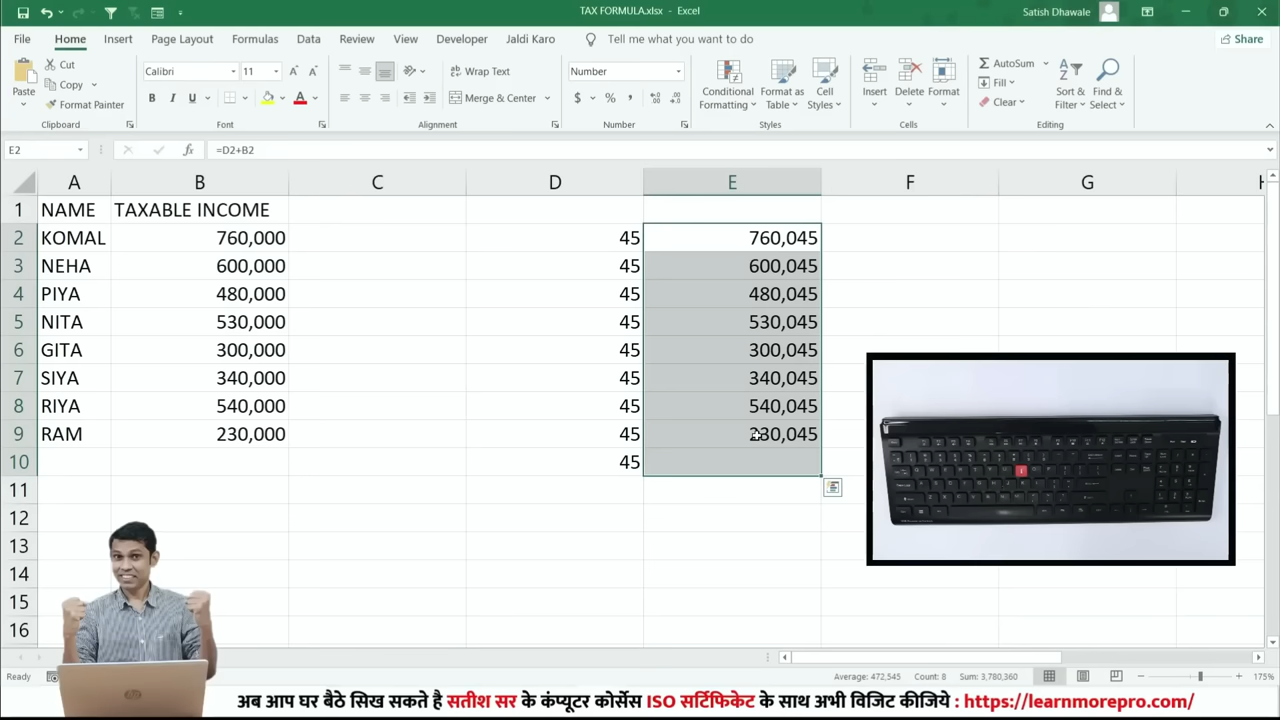 TAX FORMULA.xlsx - Excel
Satish Dhawale
File Home Insert Page Layout Formulas Data Review View Developer Jaldi Karo Tell me what you want to do Share
Paste
Cut
Copy
Format Painter
Clipboard
Calibri 11
B I U
Font
Wrap Text
Merge & Center
Alignment
Number
$ % ,
Number
Conditional Formatting
Format as Table
Cell Styles
Styles
Insert Delete Format
Cells
AutoSum
Fill
Clear
Sort & Filter
Find & Select
Editing
E2 fx =D2+B2
A B C D E F G H
1 NAME TAXABLE INCOME
2 KOMAL 760,000 45 760,045
3 NEHA 600,000 45 600,045
4 PIYA 480,000 45 480,045
5 NITA 530,000 45 530,045
6 GITA 300,000 45 300,045
7 SIYA 340,000 45 340,045
8 RIYA 540,000 45 540,045
9 RAM 230,000 45 230,045
10 45
11
12
13
14
15
16
Ready Average: 472,545 Count: 8 Sum: 3,780,360 175%
अब आप घर बैठे सिख सकते है सतीश सर के कंप्यूटर कोर्सेस ISO सर्टिफिकेट के साथ अभी विजिट कीजिये : https://learnmorepro.com/